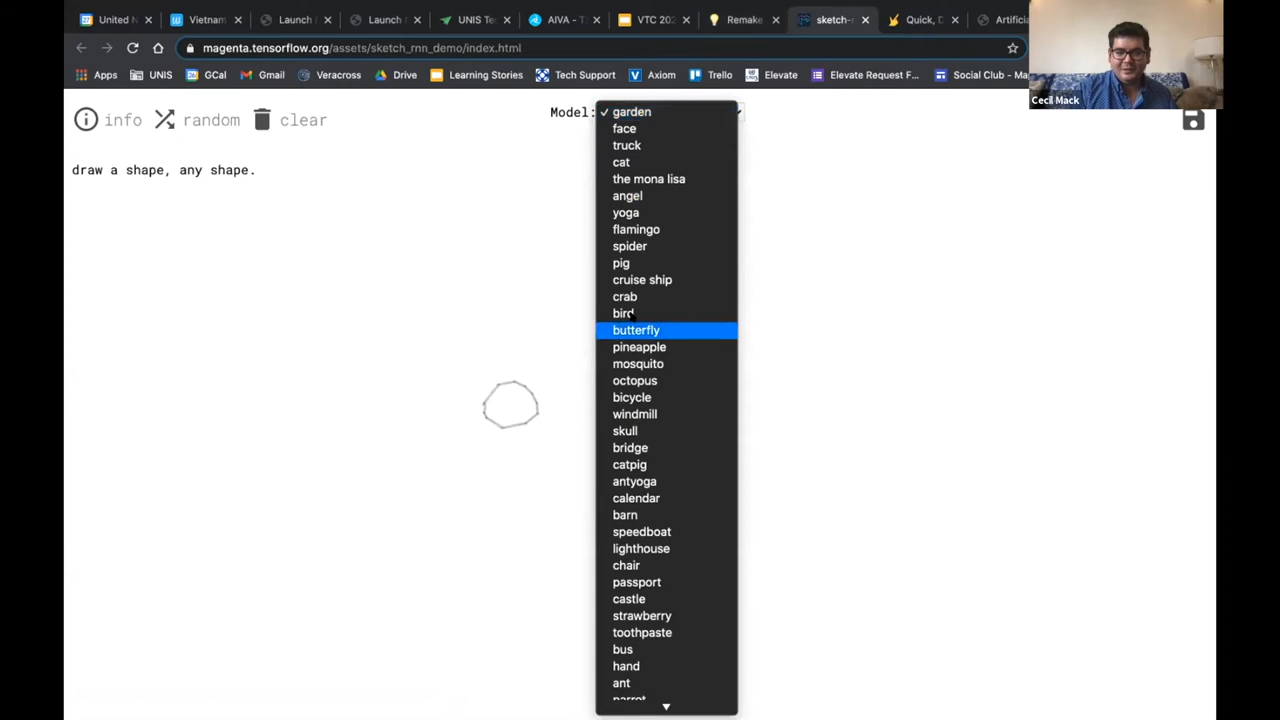 United N
Vietnam
Launch
Launch
UNIS Te
AIVA - T
VTC 202
Remake
sketch-r
Quick, D
Artificia
magenta.tensorflow.org/assets/sketch_rnn_demo/index.html
Apps
UNIS
GCal
Gmail
Veracross
Drive
Learning Stories
Tech Support
Axiom
Trello
Elevate
Elevate Request F...
Social Club - Ma
Cecil Mack
info
random
clear
Model:
draw a shape, any shape.
✓ garden
face
truck
cat
the mona lisa
angel
yoga
flamingo
spider
pig
cruise ship
crab
bird
butterfly
pineapple
mosquito
octopus
bicycle
windmill
skull
bridge
catpig
antyoga
calendar
barn
speedboat
lighthouse
chair
passport
castle
strawberry
toothpaste
bus
hand
ant
parrot